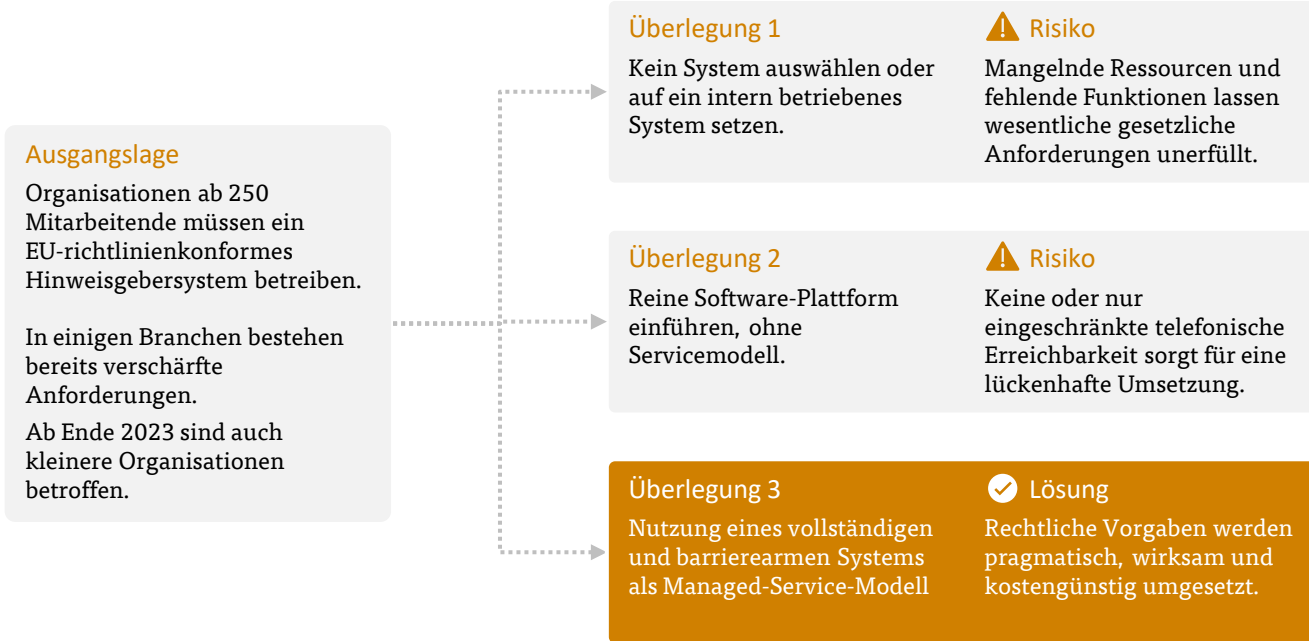 Ausgangslage
Organisationen ab 250
Mitarbeitende müssen ein
EU-richtlinienkonformes
Hinweisgebersystem betreiben.
In einigen Branchen bestehen
bereits verschärfte
Anforderungen.
Ab Ende 2023 sind auch
kleinere Organisationen
betroffen.
Überlegung 1
Kein System auswählen oder
auf ein intern betriebenes
System setzen.
Risiko
Mangelnde Ressourcen und
fehlende Funktionen lassen
wesentliche gesetzliche
Anforderungen unerfüllt.
Überlegung 2
Reine Software-Plattform
einführen, ohne
Servicemodell.
Risiko
Keine oder nur
eingeschränkte telefonische
Erreichbarkeit sorgt für eine
lückenhafte Umsetzung.
Überlegung 3
Nutzung eines vollständigen
und barrierearmen Systems
als Managed-Service-Modell
Lösung
Rechtliche Vorgaben werden
pragmatisch, wirksam und
kostengünstig umgesetzt.